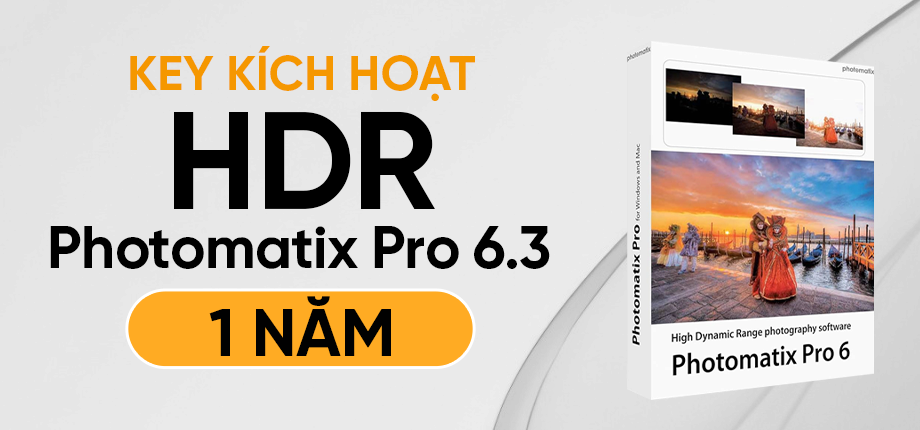 KEY KÍCH HOẠT
HDR
Photomatix Pro 6.3
1 NĂM
photomatix
photomatix
Photomatix Pro for Windows and Mac
High Dynamic Range photography software
Photomatix Pro 6